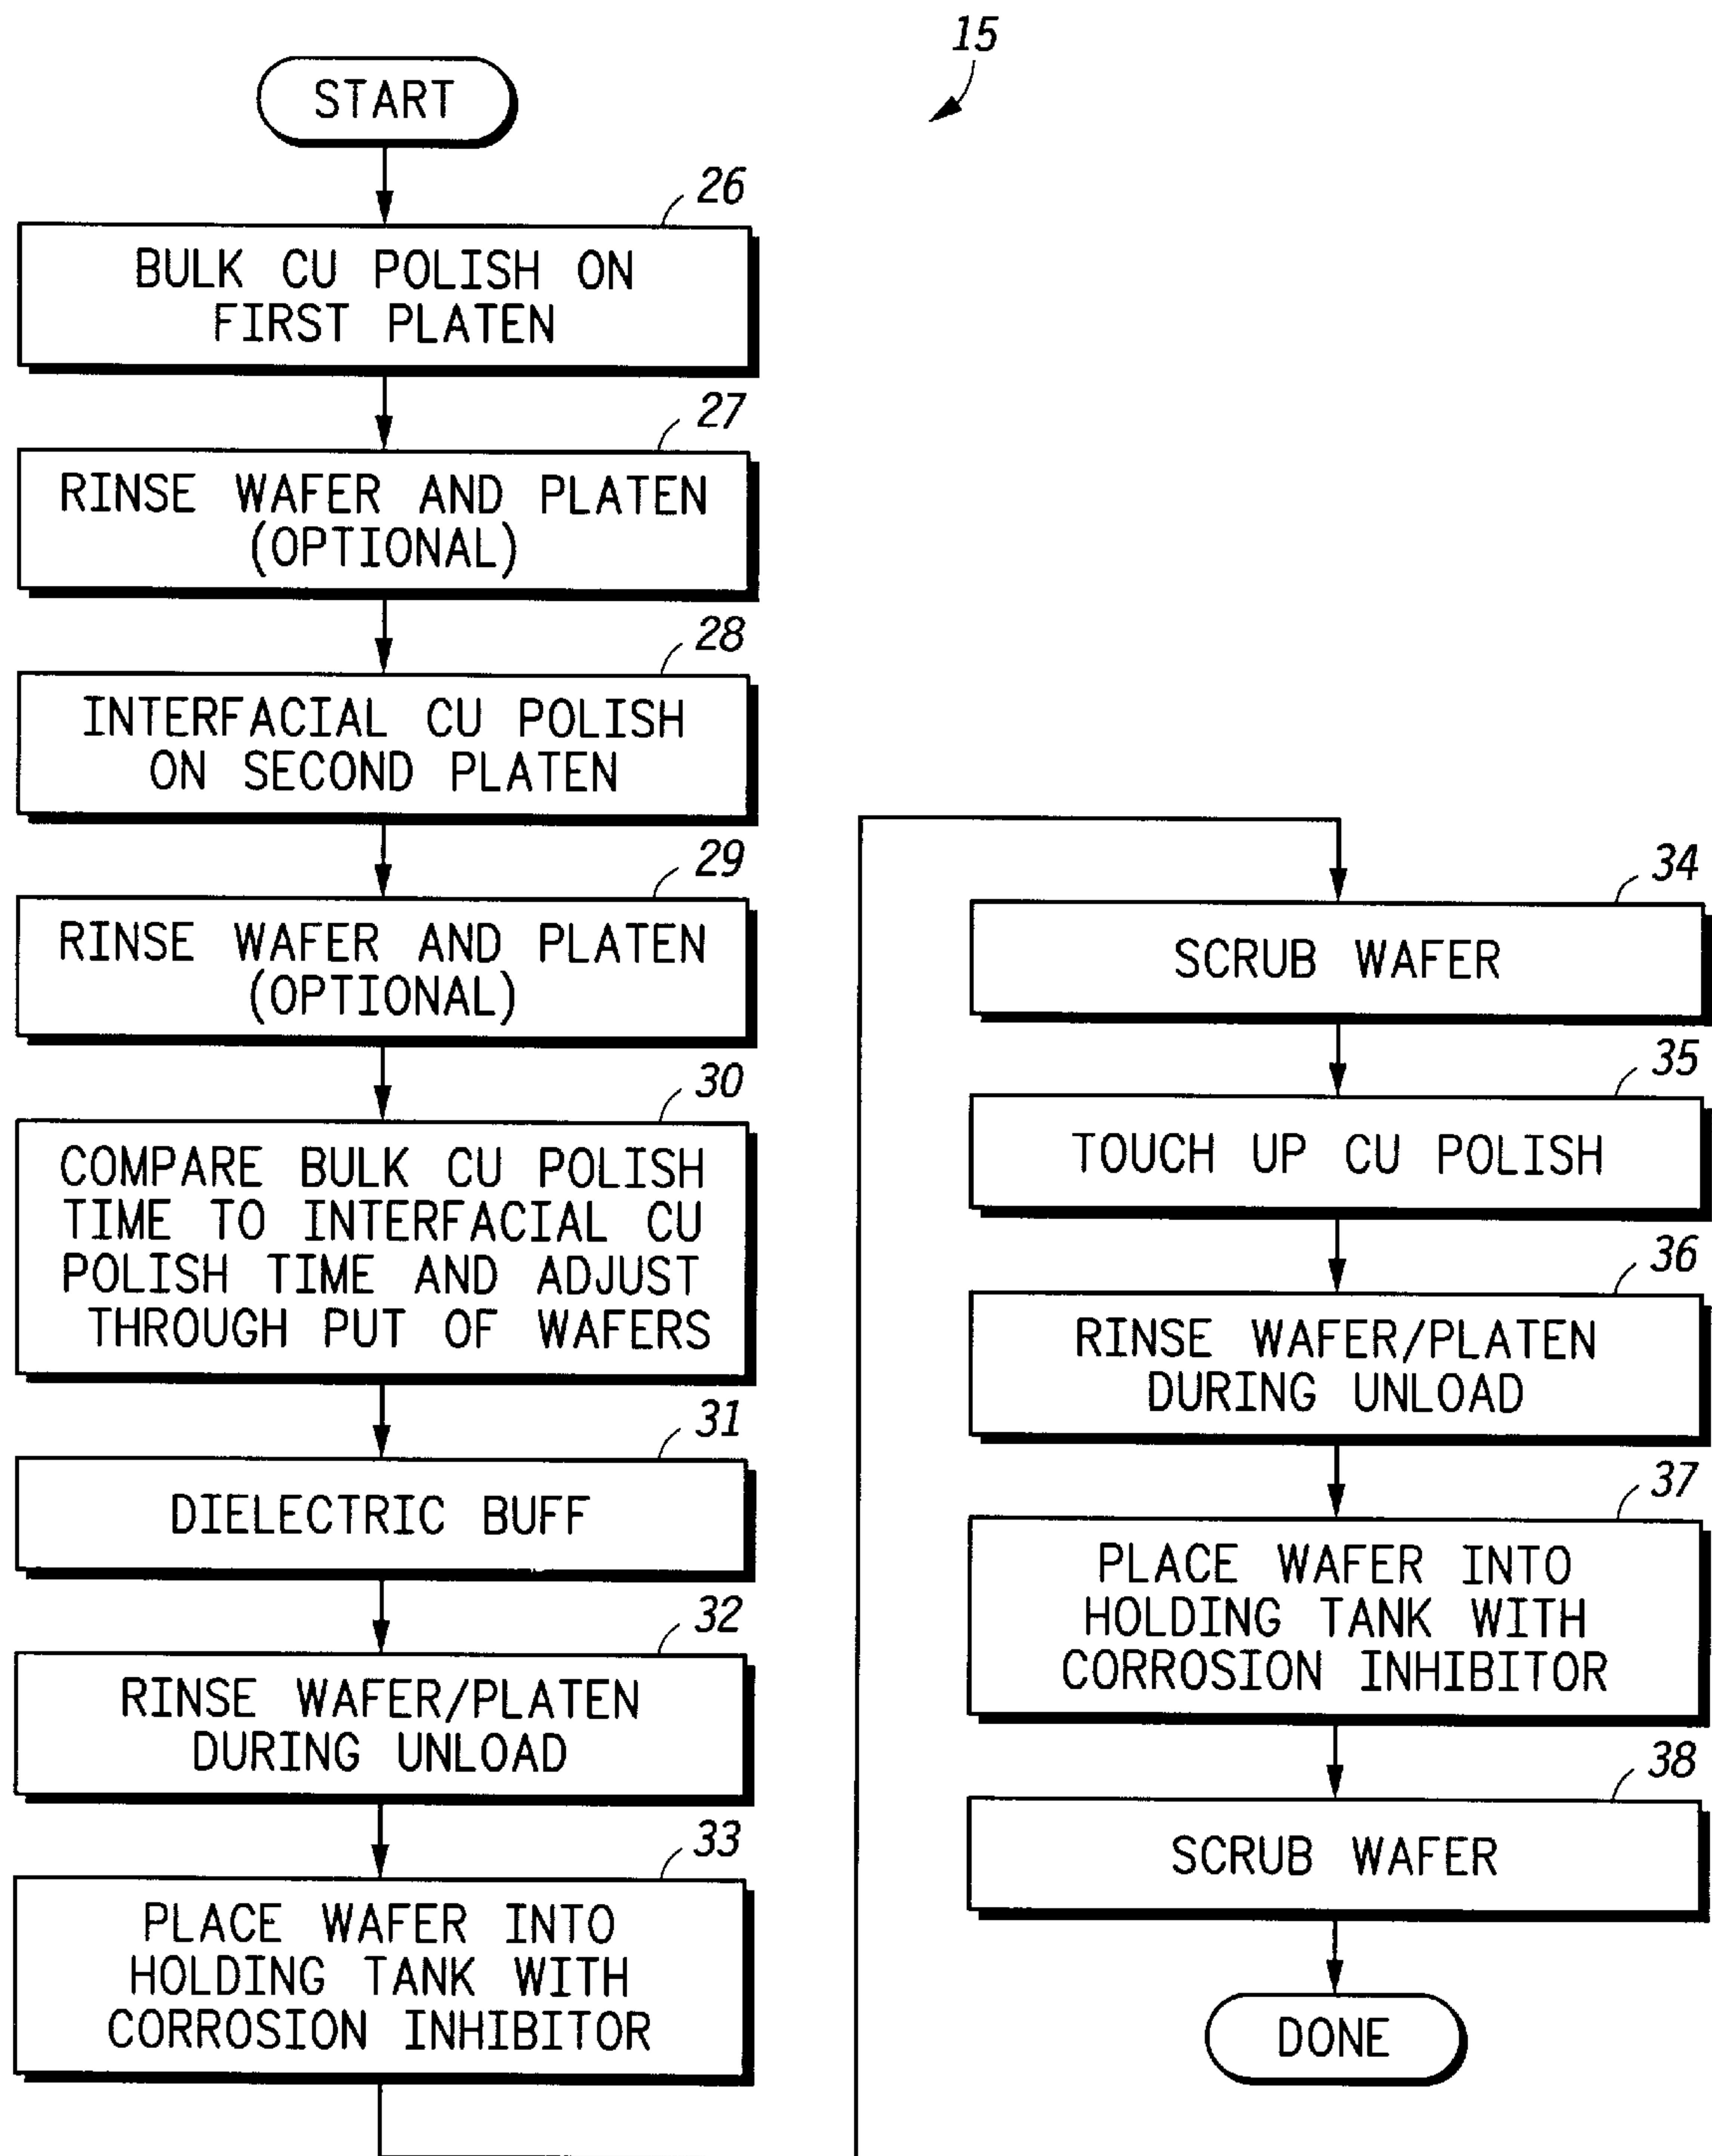 15
START
26
BULK CU POLISH ON
FIRST PLATEN
27
RINSE WAFER AND PLATEN
(OPTIONAL)
28
INTERFACIAL CU POLISH
ON SECOND PLATEN
29
RINSE WAFER AND PLATEN
(OPTIONAL)
30
COMPARE BULK CU POLISH
TIME TO INTERFACIAL CU
POLISH TIME AND ADJUST
THROUGH PUT OF WAFERS
31
DIELECTRIC BUFF
32
RINSE WAFER/PLATEN
DURING UNLOAD
33
PLACE WAFER INTO
HOLDING TANK WITH
CORROSION INHIBITOR
34
SCRUB WAFER
35
TOUCH UP CU POLISH
36
RINSE WAFER/PLATEN
DURING UNLOAD
37
PLACE WAFER INTO
HOLDING TANK WITH
CORROSION INHIBITOR
38
SCRUB WAFER
DONE